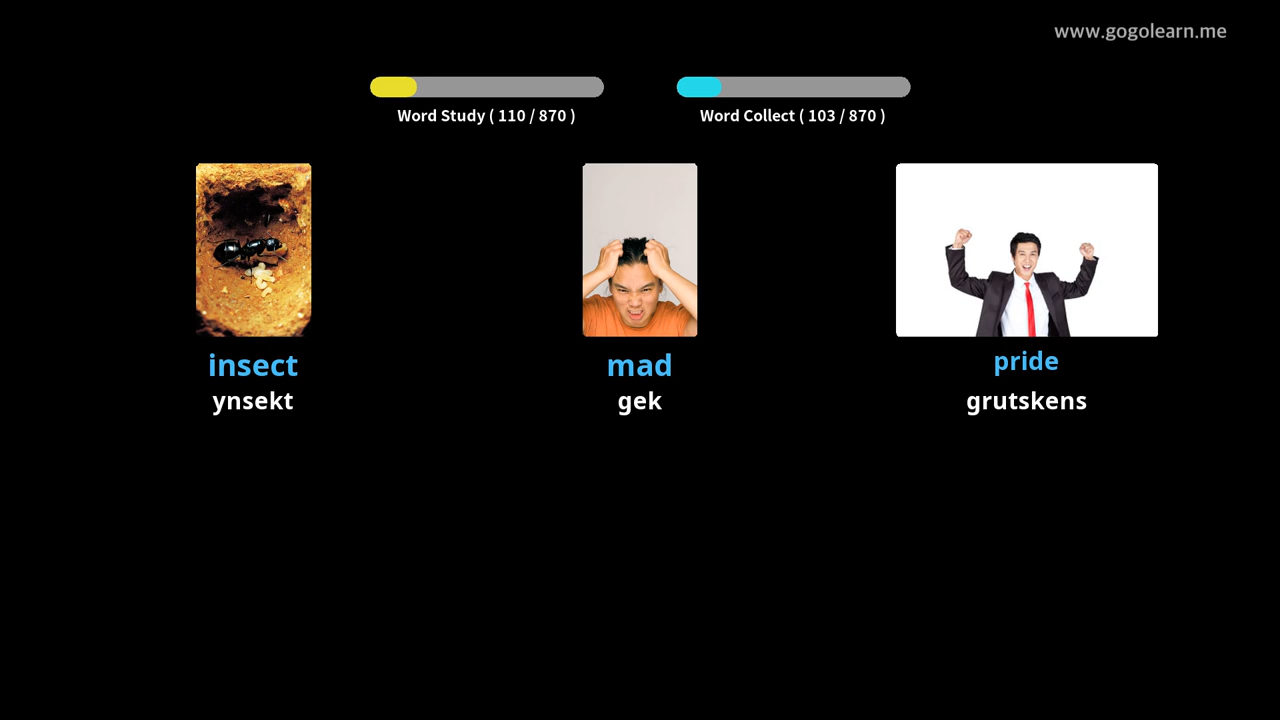 www.gogolearn.me
Word Study ( 110 / 870 )
Word Collect ( 103 / 870 )
insect
mad
pride
ynsekt
gek
grutskens